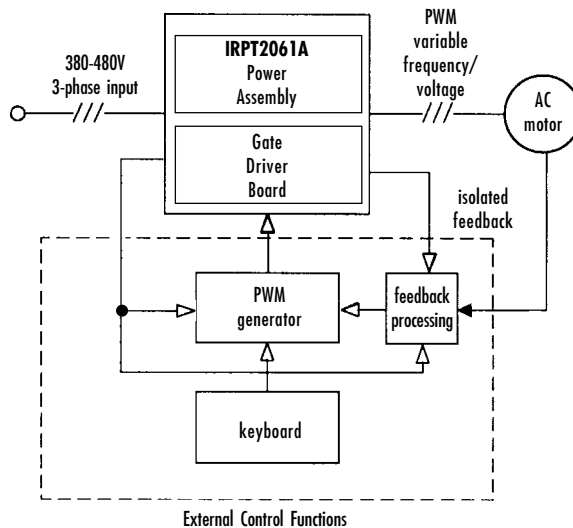 380-480V
3-phase input
IRPT2061A
Power
Assembly
Gate
Driver
Board
PWM
variable
frequency/
voltage
AC
motor
isolated
feedback
PWM
generator
feedback
processing
keyboard
External Control Functions